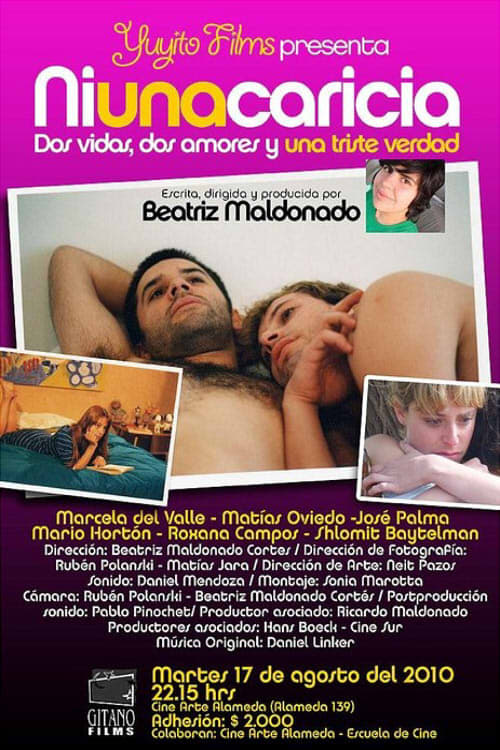 Yuyito Films presenta
Niunacaricia
Dos vidas, dos amores y una triste verdad
Escrita, dirigida y producida por
Beatriz Maldonado
Marcela del Valle - Matías Oviedo -José Palma
Mario Hortón - Roxana Campos - Shlomit Baytelman
Dirección: Beatriz Maldonado Cortes / Dirección de Fotografía:
Rubén Polanski - Matías Jara / Dirección de Arte: Neit Pazos
Sonido: Daniel Mendoza / Montaje: Sonia Marotta
Cámara: Rubén Polanski - Beatriz Maldonado Cortés / Postproducción
sonido: Pablo Pinochet/ Productor asociado: Ricardo Maldonado
Productores asociados: Hans Boeck - Cine Sur
Música Original: Daniel Linker
Martes 17 de agosto del 2010
22.15 hrs
Cine Arte Alameda (Alameda 139)
Adhesión: $ 2.000
Colaboran: Cine Arte Alameda - Escuela de Cine
GITANO
FILMS